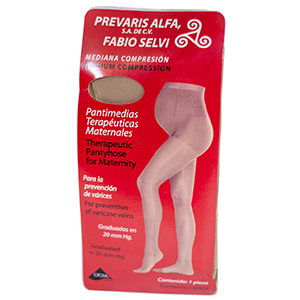 PREVARIS ALFA,
S.A. DE C.V.
FABIO SELVI
MEDIANA COMPRESIÓN
MEDIUM COMPRESSION
Pantimedias
Terapéuticas
Maternales
Therapeutic
Pantyhose
for Maternity
Para la
prevención
de várices
For prevention
of varicose veins
Graduadas en
20 mm Hg.
Graduated
in 20 mm Hg.
Contenido: 1 pieza